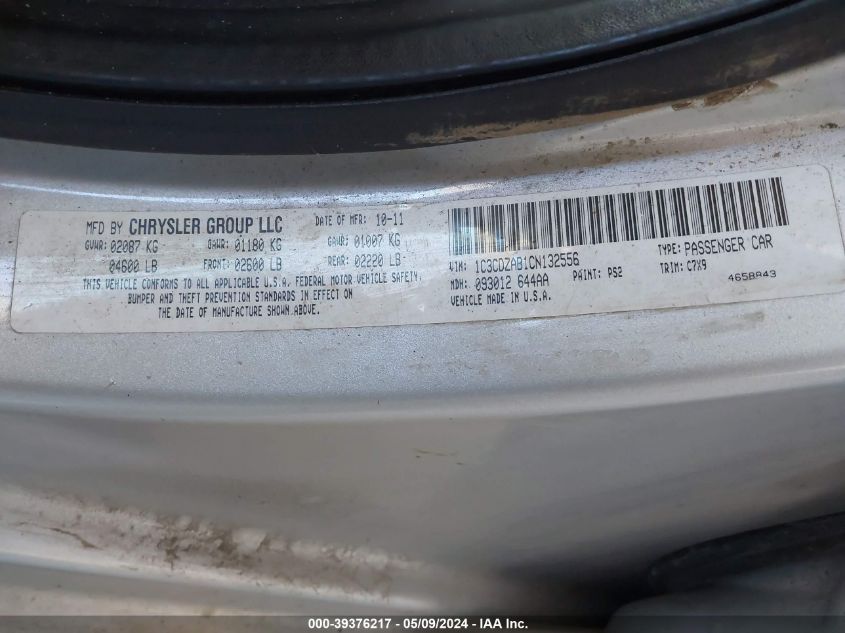 MFD BY CHRYSLER GROUP LLC DATE OF MFR: 10-11
GVWR: 02087 KG GAWR: 01180 KG GAWR: 01007 KG
04600 LB FRONT: 02600 LB REAR: 02220 LB
THIS VEHICLE CONFORMS TO ALL APPLICABLE U.S.A. FEDERAL MOTOR VEHICLE SAFETY,
BUMPER AND THEFT PREVENTION STANDARDS IN EFFECT ON
THE DATE OF MANUFACTURE SHOWN ABOVE.
VIN: 1C3CDZAB1CN132556 TYPE: PASSENGER CAR
MDH: 093012 644AA PAINT: PS2 TRIM: C7X9
VEHICLE MADE IN U.S.A. 4658AA43
000-39376217 - 05/09/2024 - IAA Inc.